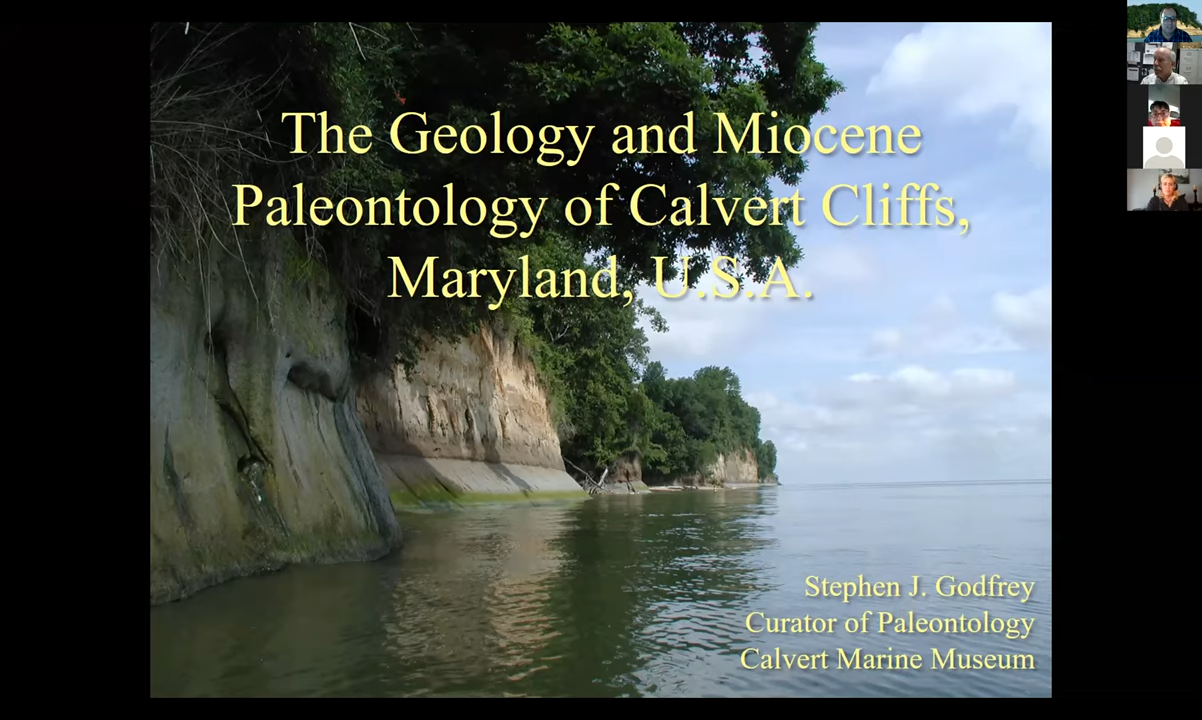 The Geology and Miocene
Paleontology of Calvert Cliffs,
Maryland, U.S.A.
Stephen J. Godfrey
Curator of Paleontology
Calvert Marine Museum